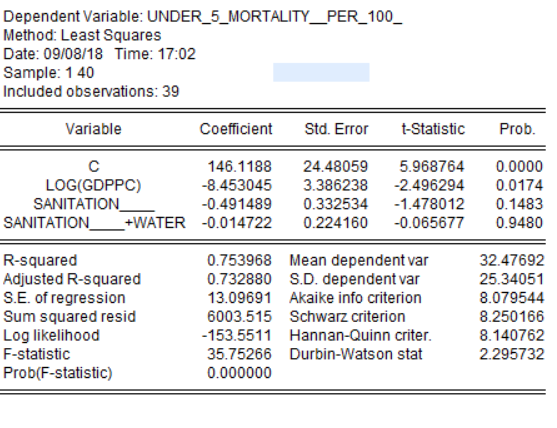 Dependent Variable: UNDER_5_MORTALITY__PER_100_
Method: Least Squares
Date: 09/08/18 Time: 17:02
Sample: 1 40
Included observations: 39
Variable Coefficient Std. Error t-Statistic Prob.
C 146.1188 24.48059 5.968764 0.0000
LOG(GDPPC) -8.453045 3.386238 -2.496294 0.0174
SANITATION____ -0.491489 0.332534 -1.478012 0.1483
SANITATION____+WATER -0.014722 0.224160 -0.065677 0.9480
R-squared 0.753968 Mean dependent var 32.47692
Adjusted R-squared 0.732880 S.D. dependent var 25.34051
S.E. of regression 13.09691 Akaike info criterion 8.079544
Sum squared resid 6003.515 Schwarz criterion 8.250166
Log likelihood -153.5511 Hannan-Quinn criter. 8.140762
F-statistic 35.75266 Durbin-Watson stat 2.295732
Prob(F-statistic) 0.000000